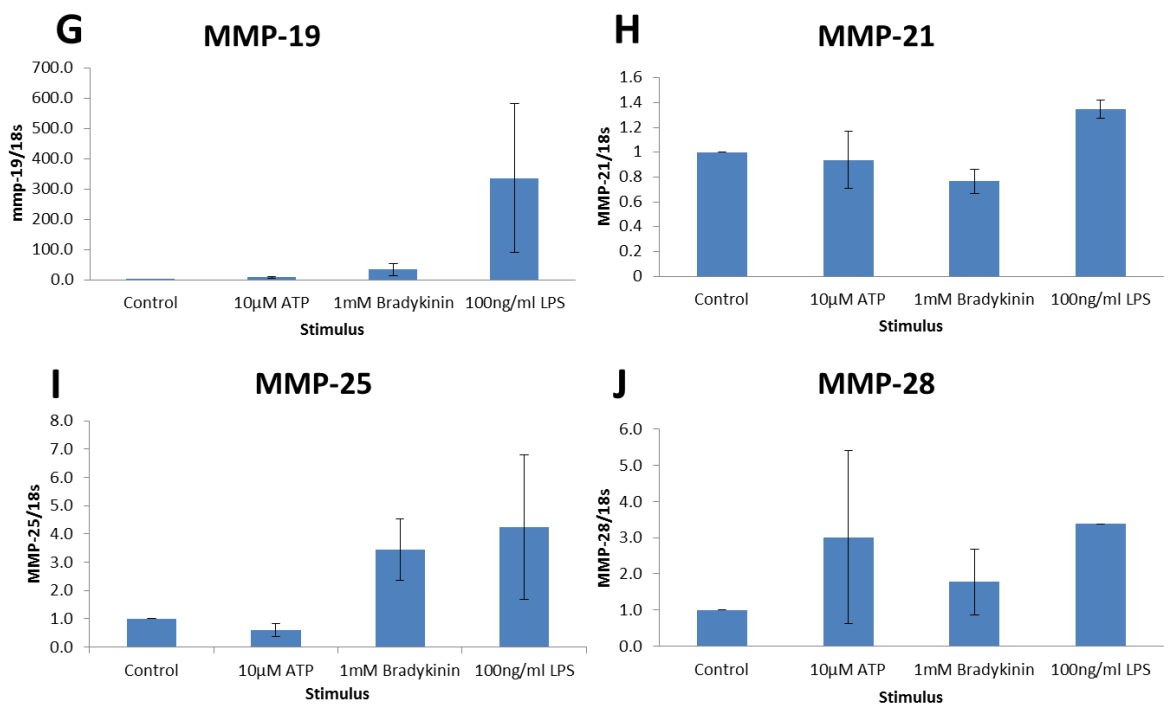 G
MMP-19
mmp-19/18s
700.0
600.0
500.0
400.0
300.0
200.0
100.0
0.0
Control 10μM ATP 1mM Bradykinin 100ng/ml LPS
Stimulus
H
MMP-21
MMP-21/18s
1.6
1.4
1.2
1
0.8
0.6
0.4
0.2
0
Control 10μM ATP 1mM Bradykinin 100ng/ml LPS
Stimulus
I
MMP-25
MMP-25/18s
8.0
7.0
6.0
5.0
4.0
3.0
2.0
1.0
0.0
Control 10μM ATP 1mM Bradykinin 100ng/ml LPS
Stimulus
J
MMP-28
MMP-28/18s
6.0
5.0
4.0
3.0
2.0
1.0
0.0
Control 10μM ATP 1mM Bradykinin 100ng/ml LPS
Stimulus